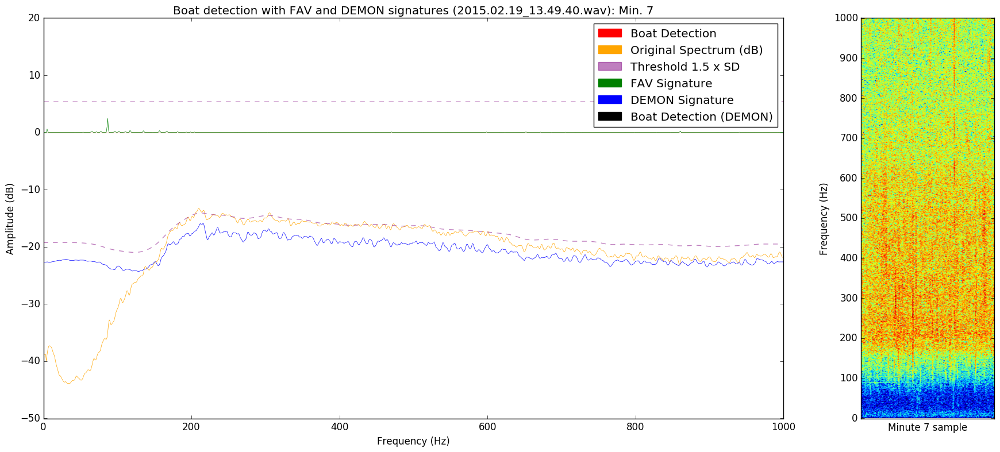 Boat detection with FAV and DEMON signatures (2015.02.19_13.49.40.wav): Min. 7
Boat Detection
Original Spectrum (dB)
Threshold 1.5 x SD
FAV Signature
DEMON Signature
Boat Detection (DEMON)
Amplitude (dB)
20
10
0
−10
−20
−30
−40
−50
0
200
400
600
800
1000
Frequency (Hz)
Frequency (Hz)
1000
900
800
700
600
500
400
300
200
100
0
Minute 7 sample